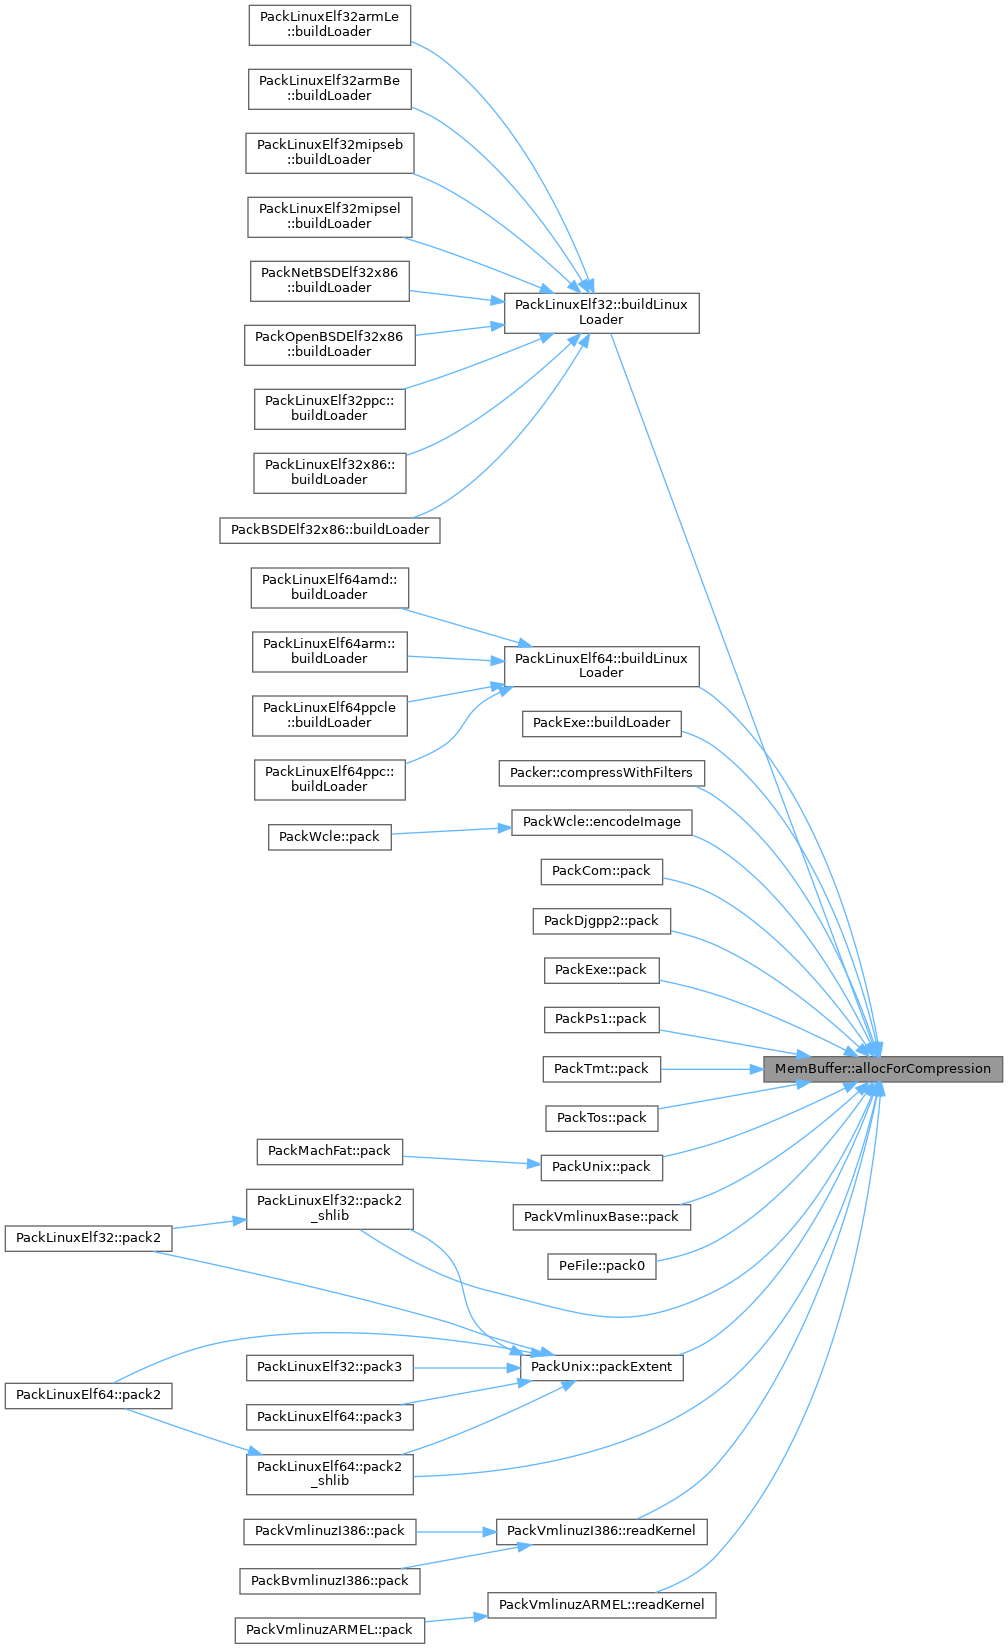 PackLinuxElf32armLe
::buildLoader
PackLinuxElf32armBe
::buildLoader
PackLinuxElf32mipseb
::buildLoader
PackLinuxElf32mipsel
::buildLoader
PackNetBSDElf32x86
::buildLoader
PackLinuxElf32::buildLinux
Loader
PackOpenBSDElf32x86
::buildLoader
PackLinuxElf32ppc::
buildLoader
PackLinuxElf32x86::
buildLoader
PackBSDElf32x86::buildLoader
PackLinuxElf64amd::
buildLoader
PackLinuxElf64arm::
buildLoader
PackLinuxElf64::buildLinux
Loader
PackLinuxElf64ppcle
::buildLoader
PackExe::buildLoader
PackLinuxElf64ppc::
buildLoader
Packer::compressWithFilters
PackWcle::encodeImage
PackWcle::pack
PackCom::pack
PackDjgpp2::pack
PackExe::pack
PackPs1::pack
PackTmt::pack
MemBuffer::allocForCompression
PackTos::pack
PackMachFat::pack
PackUnix::pack
PackLinuxElf32::pack2
_shlib
PackVmlinuxBase::pack
PackLinuxElf32::pack2
PeFile::pack0
PackLinuxElf32::pack3
PackUnix::packExtent
PackLinuxElf64::pack2
PackLinuxElf64::pack3
PackLinuxElf64::pack2
_shlib
PackVmlinuzI386::pack
PackVmlinuzI386::readKernel
PackBvmlinuzI386::pack
PackVmlinuzARMEL::readKernel
PackVmlinuzARMEL::pack